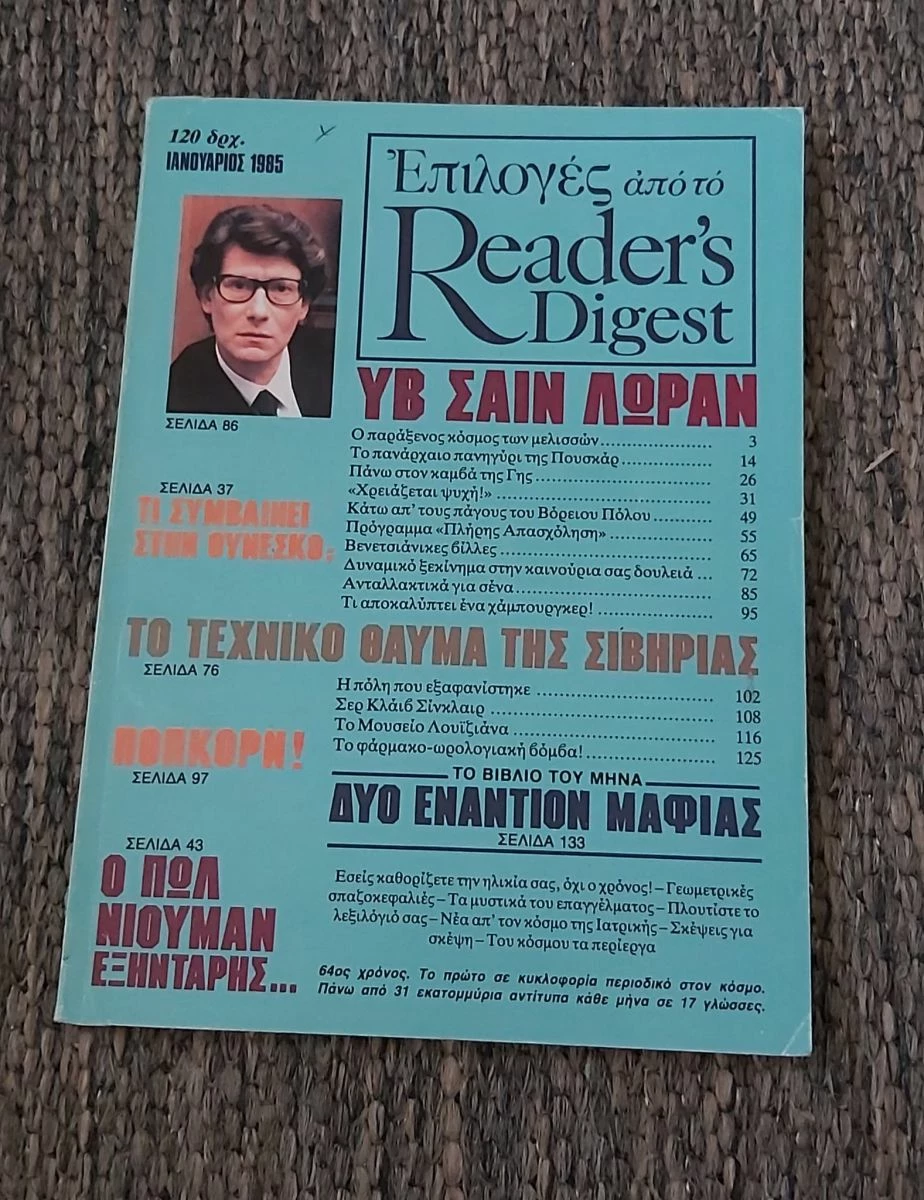 120 δρχ.
ΙΑΝΟΥΑΡΙΟΣ 1985
Ἐπιλογές ἀπό τό
Reader's
Digest
ΣΕΛΙΔΑ 86
ΥΒ ΣΑΙΝ ΛΩΡΑΝ
Ο παράξενος κόσμος των μελισσών.................. 3
Το πανάρχαιο πανηγύρι της Πουσκάρ............... 14
Πάνω στον καμβά της Γης............................. 26
«Χρειάζεται ψυχή!».................................. 31
Κάτω απ' τους πάγους του Βόρειου Πόλου.......... 49
Πρόγραμμα «Πλήρης Απασχόληση»................. 55
Βενετσιάνικες βίλλες................................. 65
Δυναμικό ξεκίνημα στην καινούρια σας δουλειά ... 72
Ανταλλακτικά για σένα............................... 85
Τι αποκαλύπτει ένα χάμπουργκερ!.................. 95
ΣΕΛΙΔΑ 37
ΤΙ ΣΥΜΒΑΙΝΕΙ
ΣΤΗΝ ΟΥΝΕΣΚΟ;
ΤΟ ΤΕΧΝΙΚΟ ΘΑΥΜΑ ΤΗΣ ΣΙΒΗΡΙΑΣ
ΣΕΛΙΔΑ 76
Η πόλη που εξαφανίστηκε ........................... 102
Σερ Κλάιβ Σίνκλαιρ ................................. 108
Το Μουσείο Λουϊζιάνα............................... 116
Το φάρμακο-ωρολογιακή βόμβα!.................... 125
ΠΟΠΚΟΡΝ!
ΣΕΛΙΔΑ 97
ΤΟ ΒΙΒΛΙΟ ΤΟΥ ΜΗΝΑ
ΔΥΟ ΕΝΑΝΤΙΟΝ ΜΑΦΙΑΣ
ΣΕΛΙΔΑ 133
ΣΕΛΙΔΑ 43
Ο ΠΩΛ
ΝΙΟΥΜΑΝ
ΕΞΗΝΤΑΡΗΣ...
Εσείς καθορίζετε την ηλικία σας, όχι ο χρόνος! – Γεωμετρικές
σπαζοκεφαλιές – Τα μυστικά του επαγγέλματος – Πλουτίστε το
λεξιλόγιό σας – Νέα απ' τον κόσμο της Ιατρικής – Σκέψεις για
σκέψη – Του κόσμου τα περίεργα
64ος χρόνος. Το πρώτο σε κυκλοφορία περιοδικό στον κόσμο.
Πάνω από 31 εκατομμύρια αντίτυπα κάθε μήνα σε 17 γλώσσες.